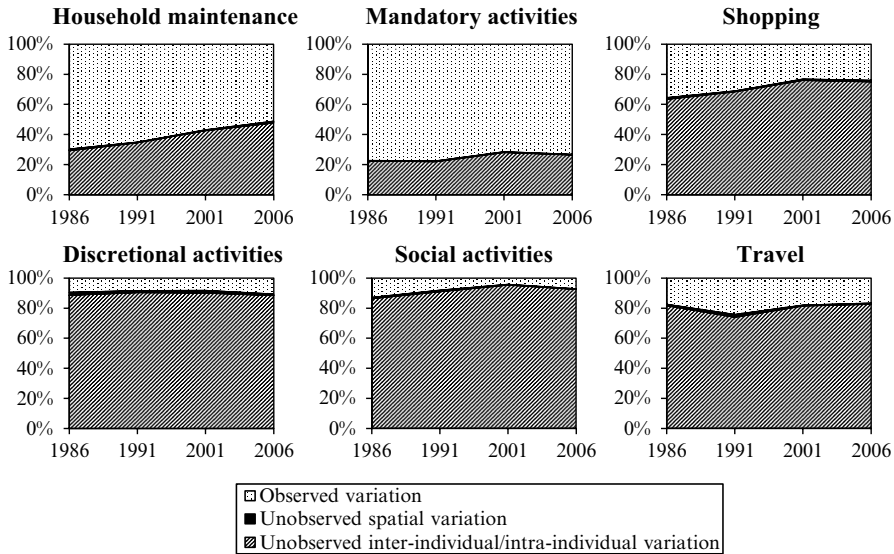 Household maintenance
Mandatory activities
Shopping
100%
80%
60%
40%
20%
0%
1986 1991 2001 2006
100%
80%
60%
40%
20%
0%
1986 1991 2001 2006
100%
80%
60%
40%
20%
0%
1986 1991 2001 2006
Discretional activities
Social activities
Travel
100%
80%
60%
40%
20%
0%
1986 1991 2001 2006
100%
80%
60%
40%
20%
0%
1986 1991 2001 2006
100%
80%
60%
40%
20%
0%
1986 1991 2001 2006
Observed variation
Unobserved spatial variation
Unobserved inter-individual/intra-individual variation